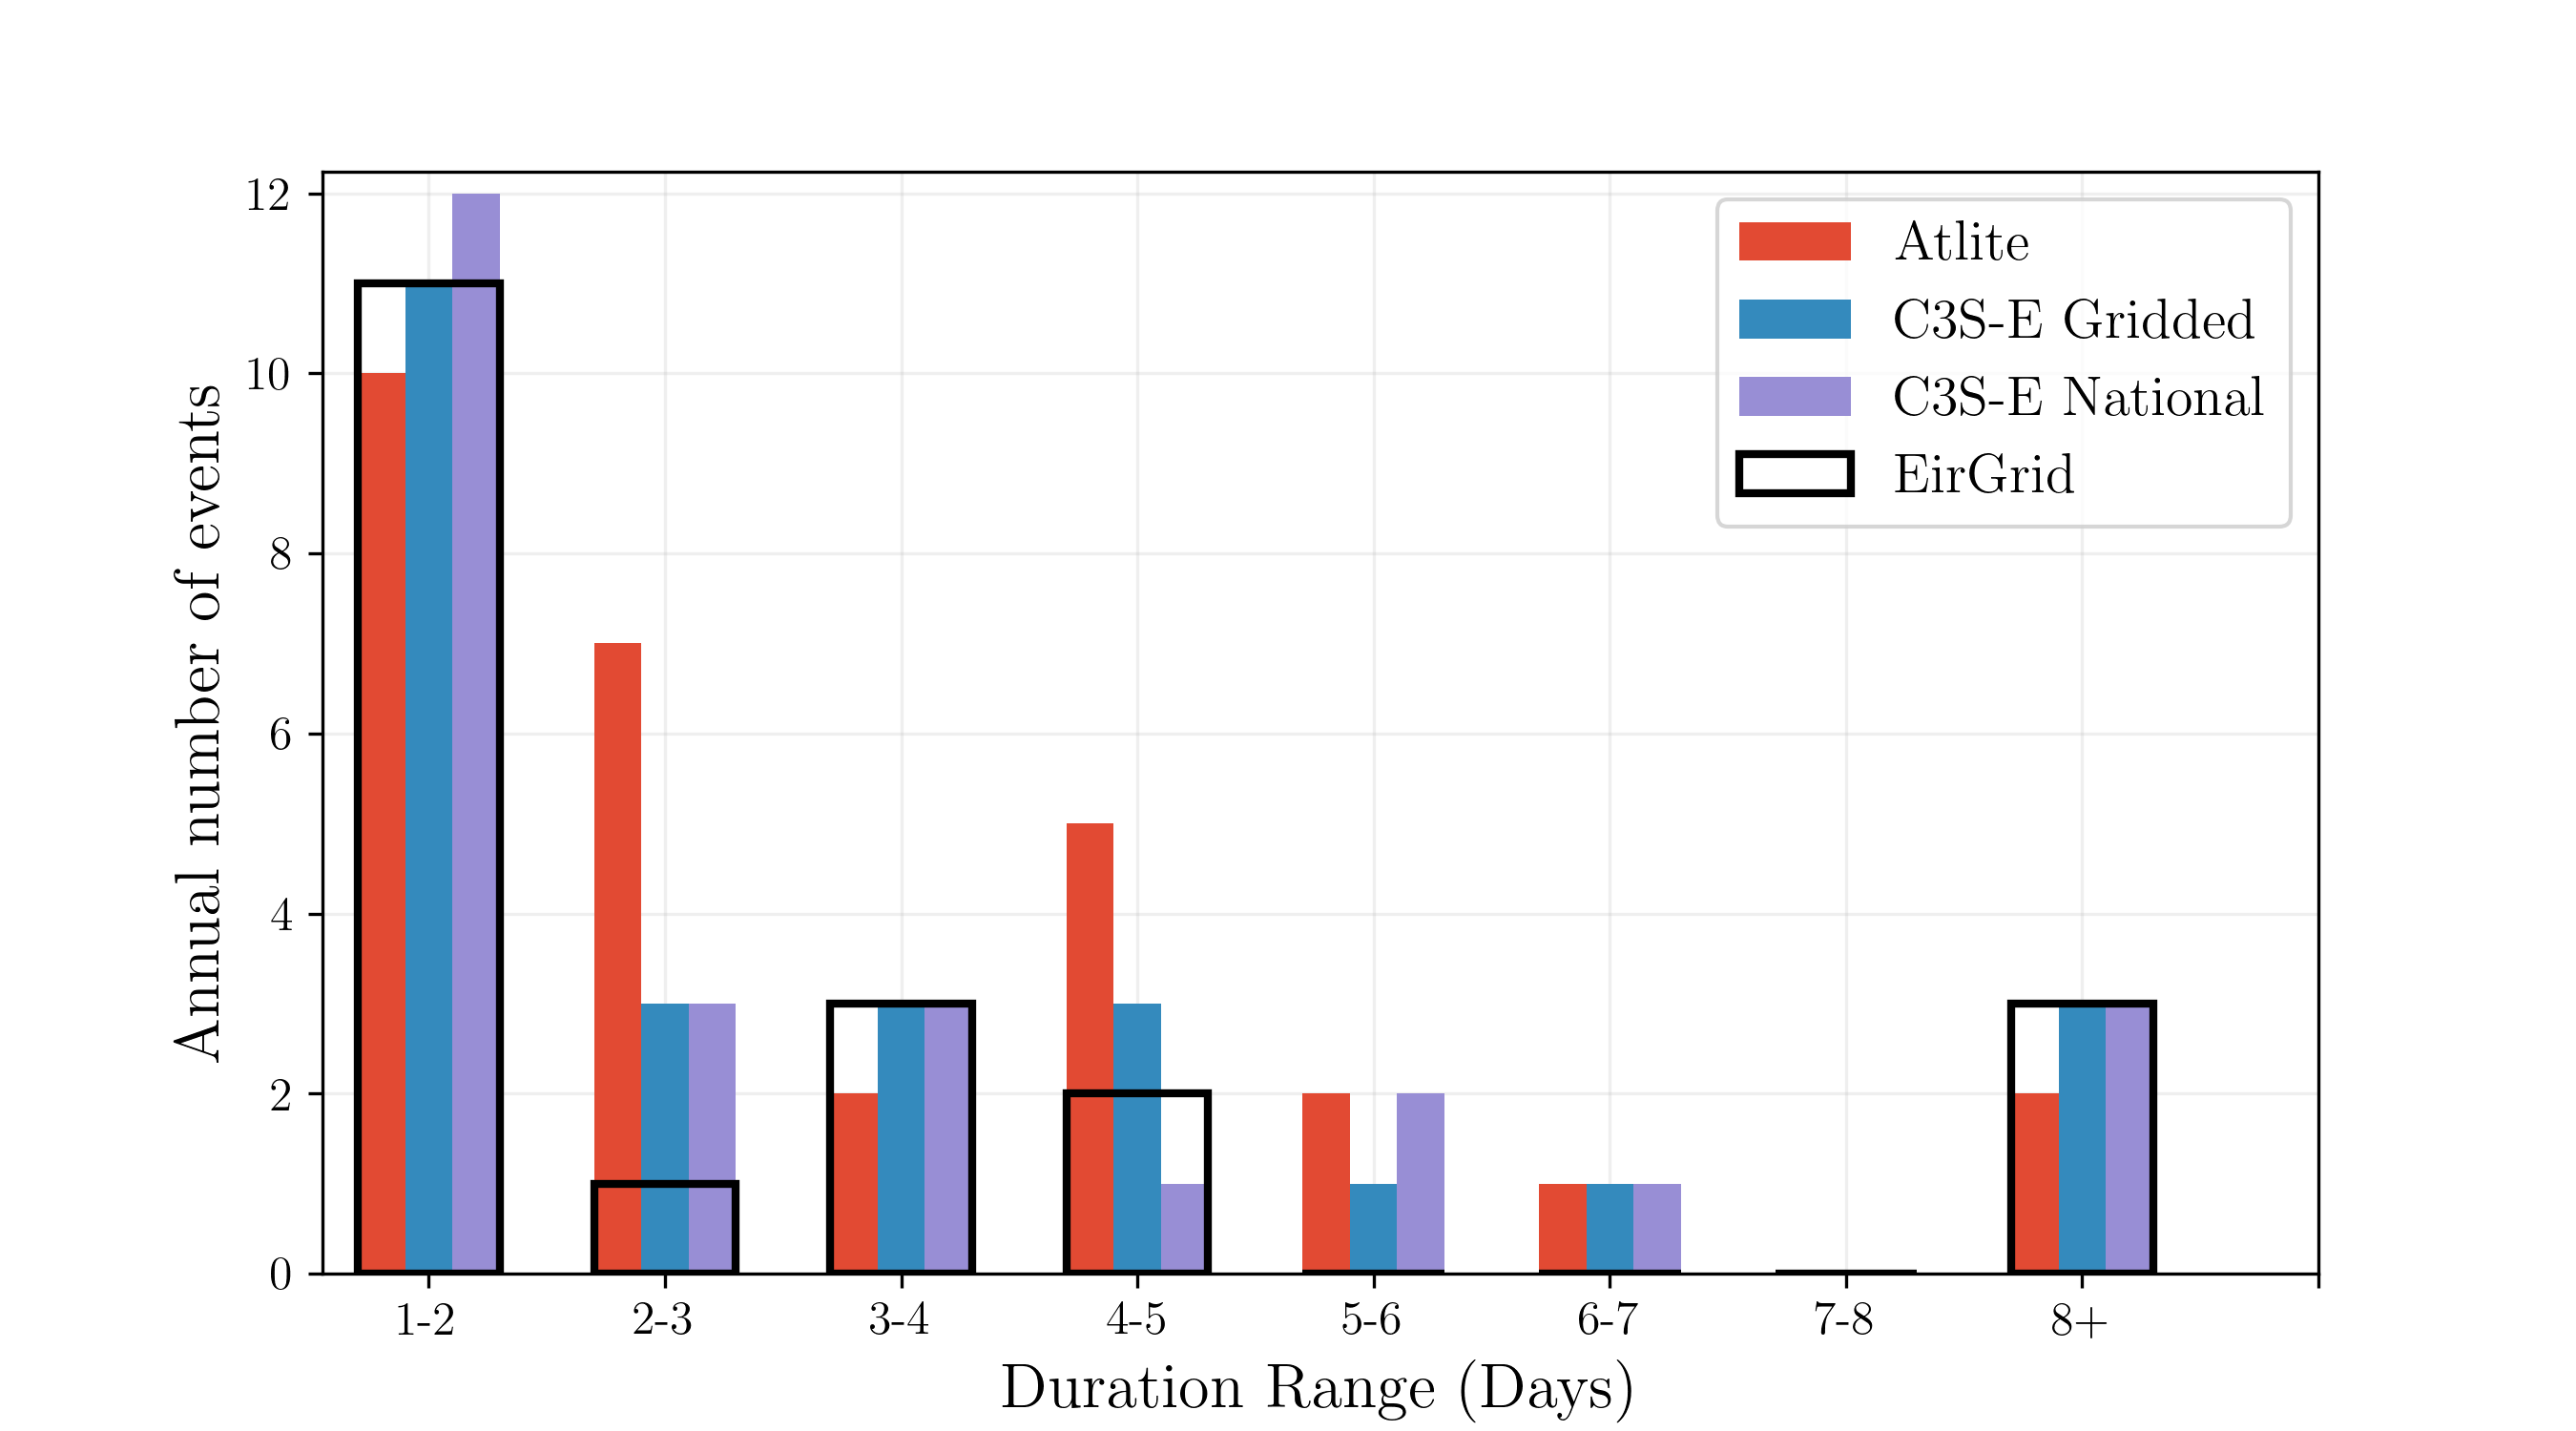 12
10
8
6
4
2
0
Annual number of events
Atlite
C3S-E Gridded
C3S-E National
EirGrid
1-2 2-3 3-4 4-5 5-6 6-7 7-8 8+
Duration Range (Days)